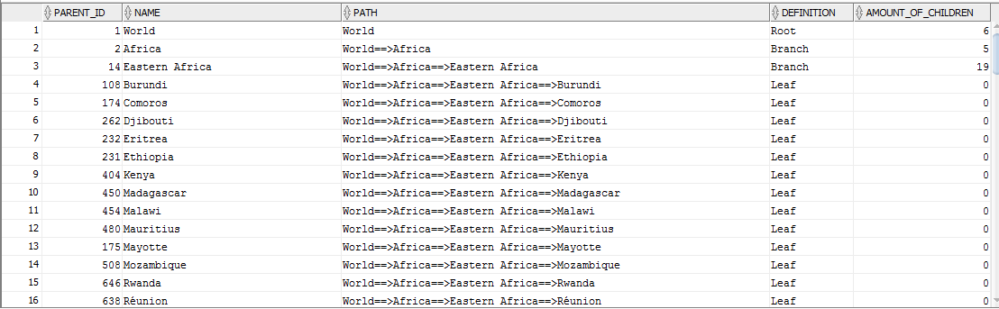 PARENT_ID NAME PATH DEFINITION AMOUNT_OF_CHILDREN
1 1 World World Root 6
2 2 Africa World==>Africa Branch 5
3 14 Eastern Africa World==>Africa==>Eastern Africa Branch 19
4 108 Burundi World==>Africa==>Eastern Africa==>Burundi Leaf 0
5 174 Comoros World==>Africa==>Eastern Africa==>Comoros Leaf 0
6 262 Djibouti World==>Africa==>Eastern Africa==>Djibouti Leaf 0
7 232 Eritrea World==>Africa==>Eastern Africa==>Eritrea Leaf 0
8 231 Ethiopia World==>Africa==>Eastern Africa==>Ethiopia Leaf 0
9 404 Kenya World==>Africa==>Eastern Africa==>Kenya Leaf 0
10 450 Madagascar World==>Africa==>Eastern Africa==>Madagascar Leaf 0
11 454 Malawi World==>Africa==>Eastern Africa==>Malawi Leaf 0
12 480 Mauritius World==>Africa==>Eastern Africa==>Mauritius Leaf 0
13 175 Mayotte World==>Africa==>Eastern Africa==>Mayotte Leaf 0
14 508 Mozambique World==>Africa==>Eastern Africa==>Mozambique Leaf 0
15 646 Rwanda World==>Africa==>Eastern Africa==>Rwanda Leaf 0
16 638 Réunion World==>Africa==>Eastern Africa==>Réunion Leaf 0